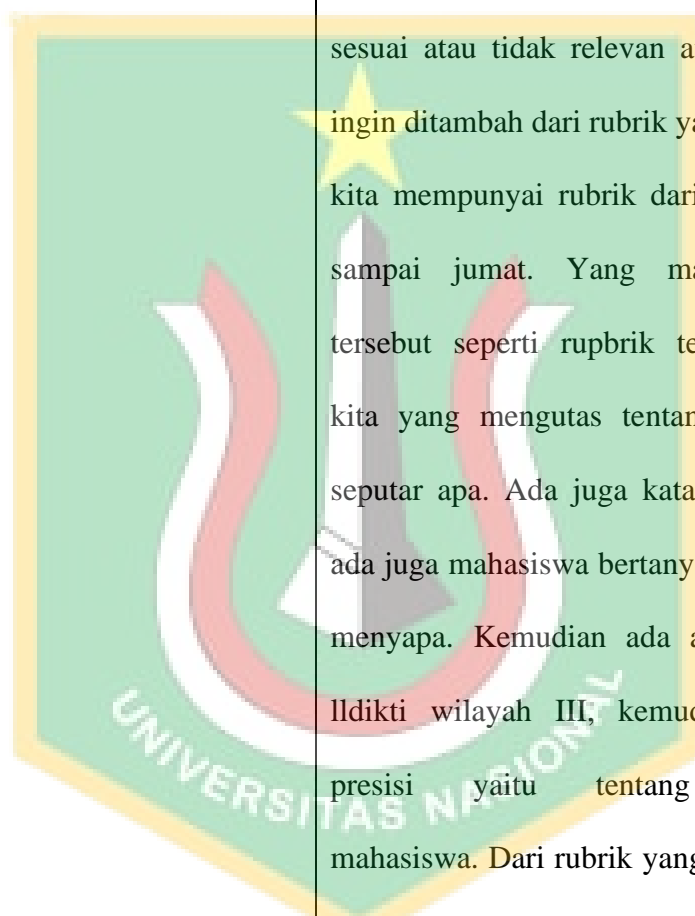 sesuai atau tidak relevan a
ingin ditambah dari rubrik ya
kita mempunyai rubrik dari
sampai jumat. Yang ma
tersebut seperti rupbrik te
kita yang mengutas tentan
seputar apa. Ada juga kata
ada juga mahasiswa bertany
menyapa. Kemudian ada a
lldikti wilayah III, kemud
presisi yaitu tentang
mahasiswa. Dari rubrik yang
UNIVERSITAS NASIONAL